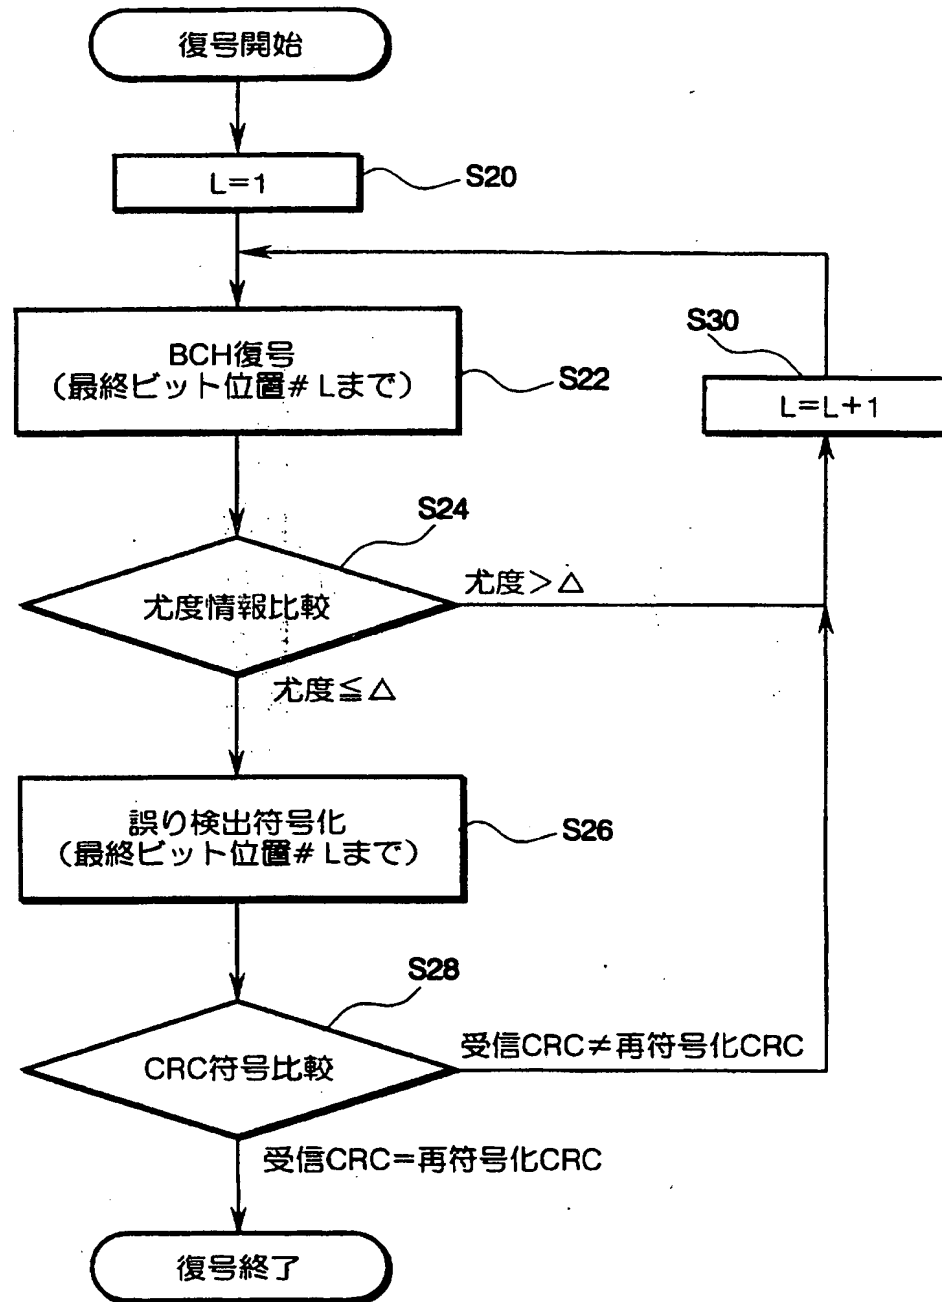 復号開始
L=1
S20
BCH復号
（最終ビット位置＃Lまで）
S22
S30
L=L+1
S24
尤度情報比較
尤度＞△
尤度≦△
誤り検出符号化
（最終ビット位置＃Lまで）
S26
S28
CRC符号比較
受信CRC≠再符号化CRC
受信CRC＝再符号化CRC
復号終了